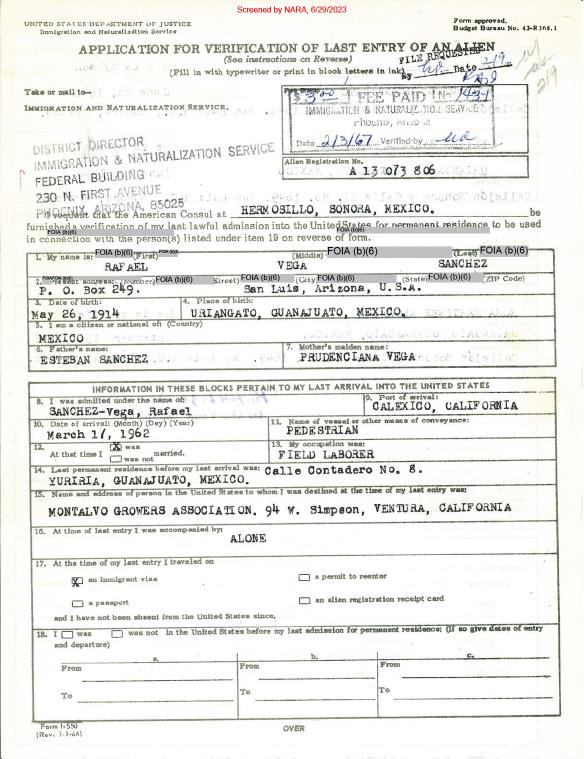 Screened by NARA, 6/29/2023
UNITED STATES DEPARTMENT OF JUSTICE
Immigration and Naturalization Service
Form approved.
Budget Bureau No. 43-R368.1
APPLICATION FOR VERIFICATION OF LAST ENTRY OF AN ALIEN
(See instructions on Reverse)
(Fill in with typewriter or print in block letters in ink)
FILE REQUESTED
By Date 2/9
2/9
Take or mail to—
IMMIGRATION AND NATURALIZATION SERVICE.
$3.00 FEE PAID
IMMIGRATION & NATURALIZATION SERVICE
Phoenix, Arizona
Date 2/3/67 Verified by
DISTRICT DIRECTOR
IMMIGRATION & NATURALIZATION SERVICE
FEDERAL BUILDING
230 N. FIRST AVENUE
PHOENIX, ARIZONA, 85025
Alien Registration No.
A 13 073 806
I request that the American Consul at HERMOSILLO, SONORA, MEXICO. be
furnished a verification of my last lawful admission into the United States for permanent residence to be used
in connection with the person(s) listed under item 19 on reverse of form.
FOIA (b)(6) FOIA (b)(6)
1. My name is: FOIA (b)(6) (First) (Middle) FOIA (b)(6) (Last) FOIA (b)(6)
RAFAEL VEGA SANCHEZ
2. Present address: (Number) FOIA (b)(6) Street) FOIA (b)(6) (City FOIA (b)(6) (State) FOIA (b)(6) (ZIP Code)
P. O. Box 249. San Luis, Arizona, U.S.A.
3. Date of birth: 4. Place of birth:
May 26, 1914 URIANGATO, GUANAJUATO, MEXICO.
5. I am a citizen or national of: (Country)
MEXICO
6. Father's name: 7. Mother's maiden name:
ESTEBAN SANCHEZ PRUDENCIANA VEGA
INFORMATION IN THESE BLOCKS PERTAIN TO MY LAST ARRIVAL INTO THE UNITED STATES
8. I was admitted under the name of: 9. Port of arrival:
SANCHEZ-Vega, Rafael CALEXICO, CALIFORNIA
10. Date of arrival: (Month) (Day) (Year) 11. Name of vessel or other means of conveyance:
March 17, 1962 PEDESTRIAN
12. X was 13. My occupation was:
At that time I married. FIELD LABORER
was not
14. Last permanent residence before my last arrival was: Calle Contadero No. 8.
YURIRIA, GUANAJUATO, MEXICO.
15. Name and address of person in the United States to whom I was destined at the time of my last entry was:
MONTALVO GROWERS ASSOCIATION. 94 W. Simpson, VENTURA, CALIFORNIA
16. At time of last entry I was accompanied by:
ALONE
17. At the time of my last entry I traveled on
X an immigrant visa a permit to reenter
a passport an alien registration receipt card
and I have not been absent from the United States since.
18. I was was not in the United States before my last admission for permanent residence: (If so give dates of entry
and departure)
a. b. c.
From From From
To To To
Form I-550
(Rev. 1-1-66)
OVER